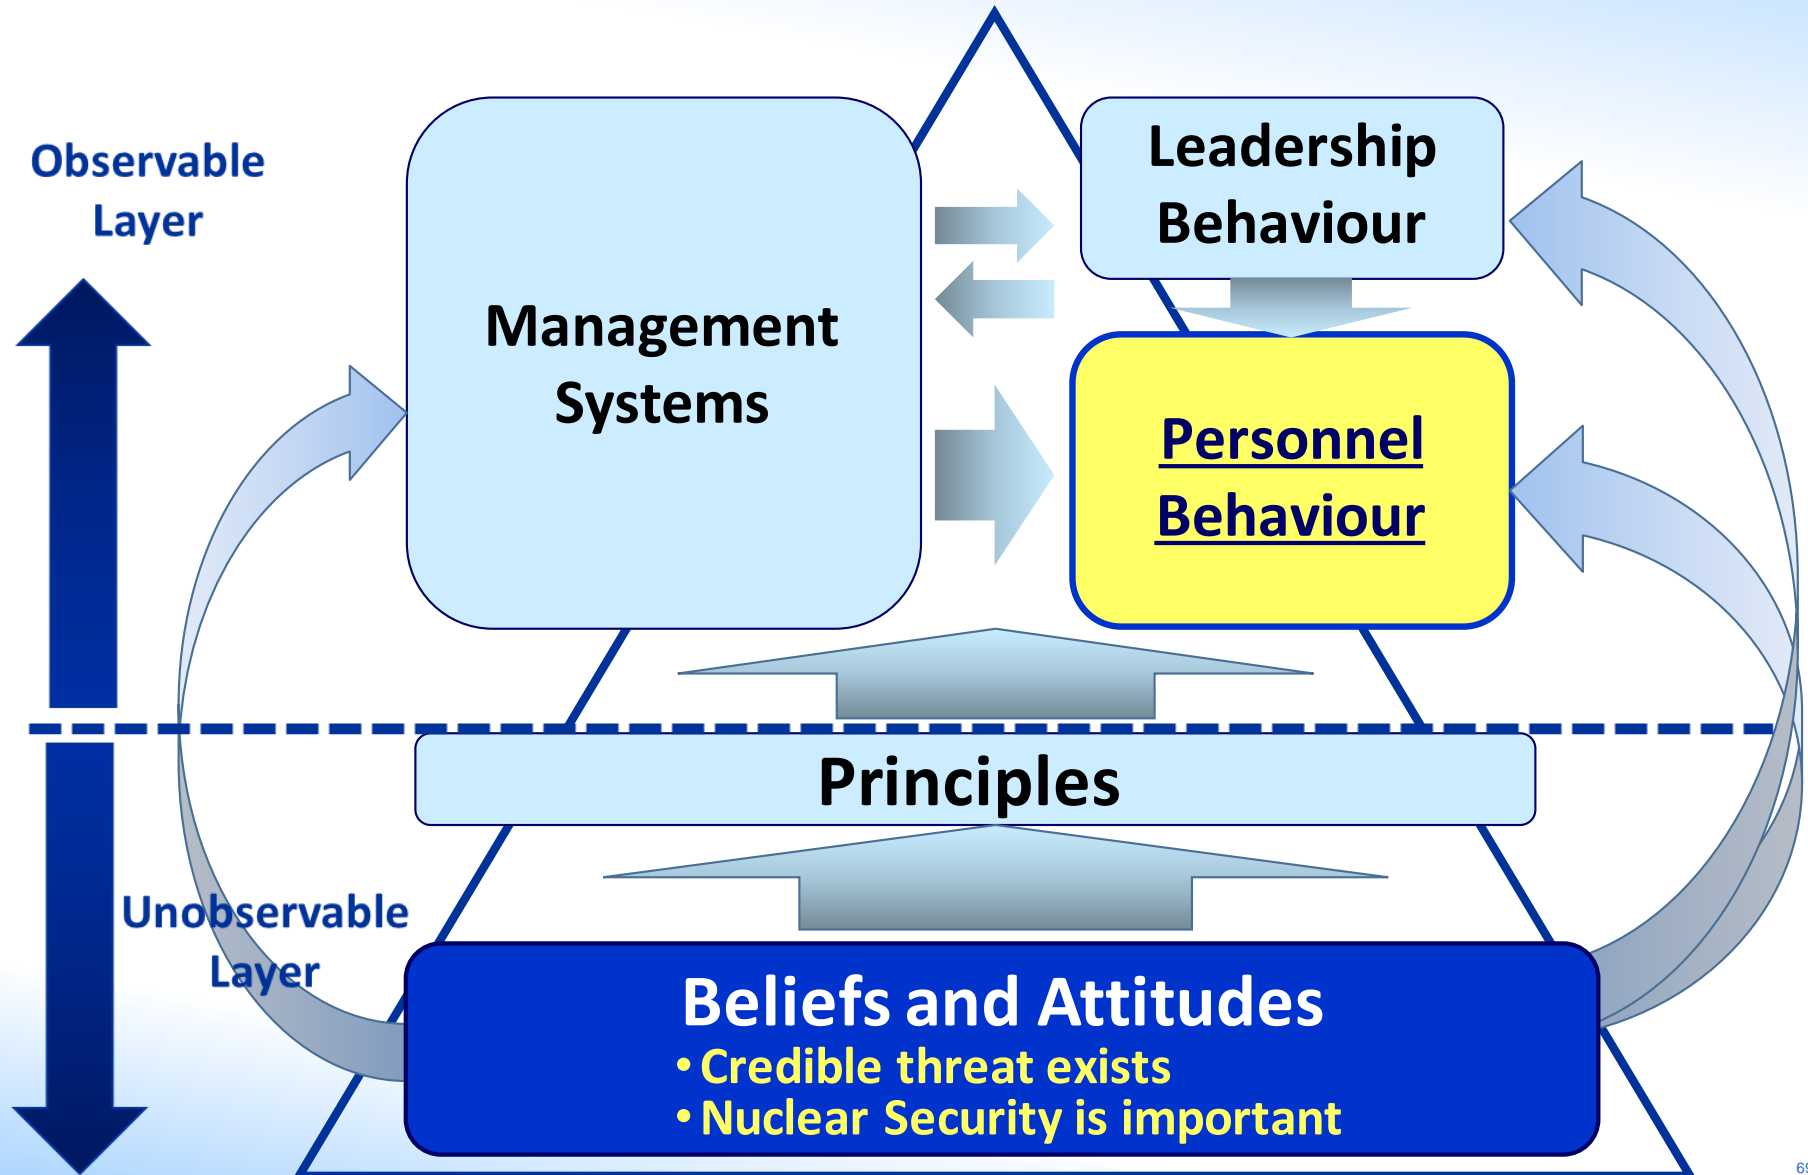 Observable
Layer
Management
Systems
Leadership
Behaviour
Personnel
Behaviour
Principles
Unobservable
Layer
Beliefs and Attitudes
• Credible threat exists
• Nuclear Security is important
69